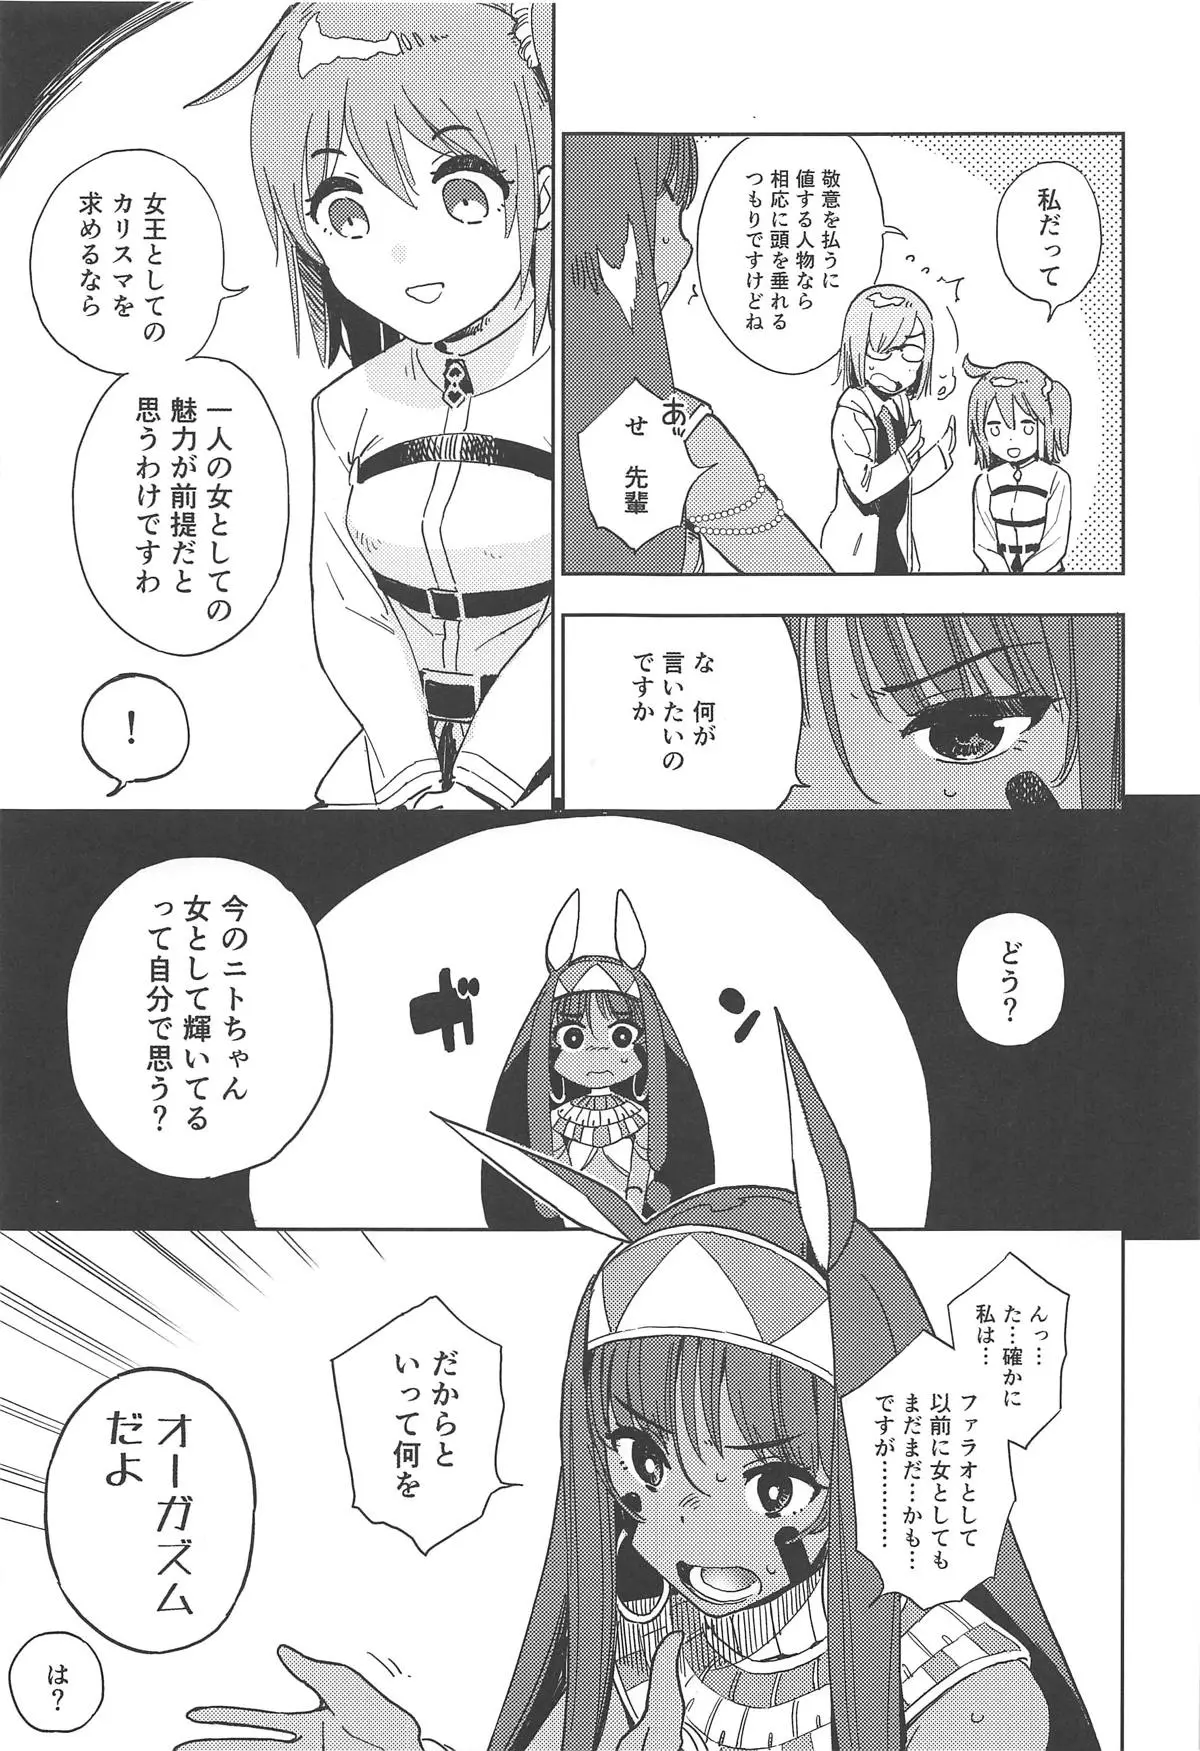 私だって
敬意を払うに
値する人物なら
相応に頭を垂れる
つもりですけどね
あぁ
せ 先輩
な 何が
言いたいの
ですか
女王としての
カリスマを
求めるなら
一人の女としての
魅力が前提だと
思うわけですわ
！
どう？
ガ
ン
今のニトちゃん
女として輝いてる
って自分で思う？
んっ…
た…確かに
私は…
ファラオとして
以前に女としても
まだまだ…かも…
ですが…………
だからと
いって何を
オーガズム
だよ
は？